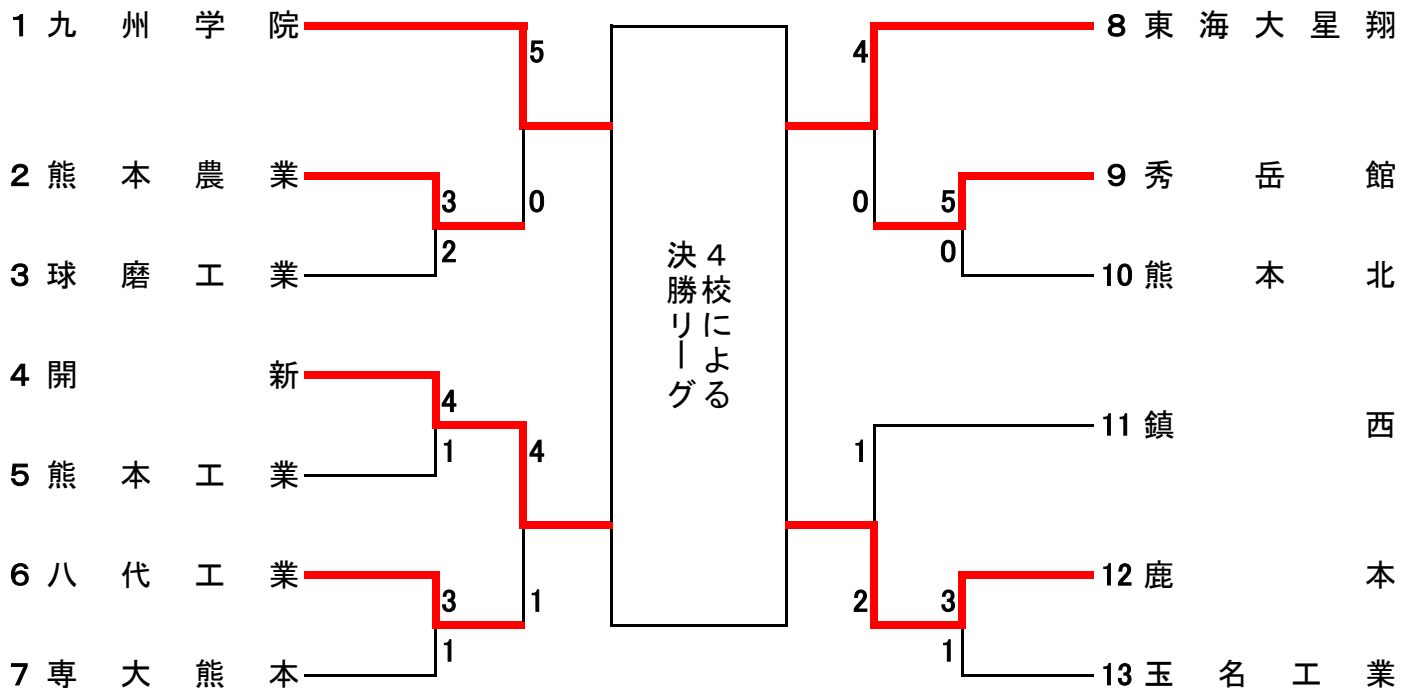 1 九州学院
5
2 熊本農業
3
0
2
3 球磨工業
4 開新
4
1
4
5 熊本工業
6 八代工業
3
1
1
7 専大熊本
４校による
決勝リーグ
8 東海大星翔
4
9 秀岳館
0
5
0
10 熊本北
11 鎮西
1
12 鹿本
2
3
1
13 玉名工業